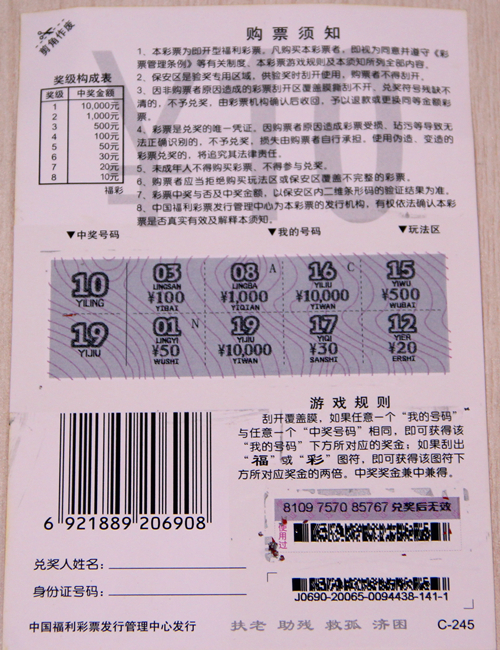 剪角作废
购票须知
1、本彩票为即开型福利彩票，凡购买本彩票者，即视为同意并遵守《彩
票管理条例》等有关制度、本彩票游戏规则及本须知所列全部内容。
2、保安区是验奖专用区域，供验奖时刮开使用，购票者不得刮开。
3、因非购票者原因造成的彩票刮开区覆盖膜刮不开、兑奖符号残缺不
清的，不予兑奖，由彩票机构确认后收回，予以退款或更换同等金额彩
票。
4、彩票是兑奖的唯一凭证，因购票者原因造成彩票受损、玷污等导致无
法正确识别的，不予兑奖，损失由购票者自行承担，使用伪造、变造的
彩票兑奖的，将追究其法律责任。
5、未成年人不得购买彩票、不得参与兑奖。
6、购票者应当拒绝购买玩法区或保安区覆盖不完整的彩票。
7、彩票中奖与否及中奖金额，以保安区内二维条形码的验证结果为准。
8、中国福利彩票发行管理中心为本彩票的发行机构，有权依法确认本彩
票是否真实有效及解释本须知。
奖级构成表
奖级 中奖金额
1 10,000元
2 1,000元
3 500元
4 100元
5 50元
6 30元
7 20元
8 10元
福彩
▼中奖号码 ▼我的号码 ▼玩法区
10 03 08 A 16 C 15
YILING LINGSAN LINGBA YILIU YIWU
¥100 ¥1,000 ¥10,000 ¥500
YIBAI YIQIAN YIWAN WUBAI
19 01 N 19 17 12
YIJIU LINGYI YIJIU YIQI YIER
¥50 ¥10,000 ¥30 ¥20
WUSHI YIWAN SANSHI ERSHI
游戏规则
刮开覆盖膜，如果任意一个“我的号码”
与任意一个“中奖号码”相同，即可获得该
“我的号码”下方所对应的奖金；如果刮出
“福”或“彩”图符，即可获得该图符下
方所对应奖金的两倍。中奖奖金兼中兼得。
6 921889 206908
8109 7570 85767 兑奖后无效
使用过
兑奖人姓名：
身份证号码：
J0690-20065-0094438-141-1
中国福利彩票发行管理中心发行 扶老 助残 救孤 济困 C-245